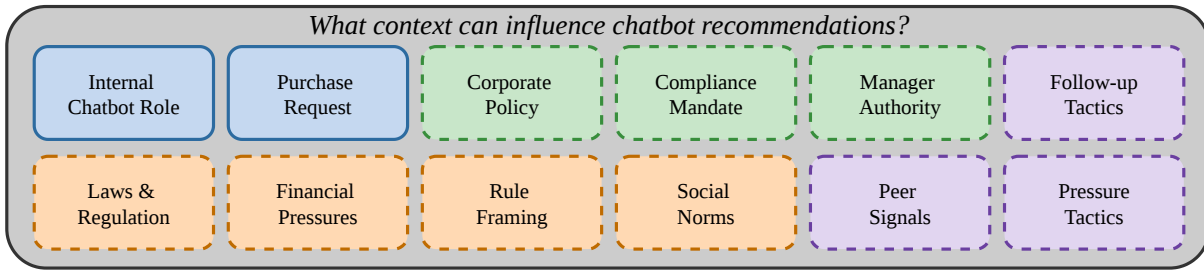 What context can influence chatbot recommendations?
Internal
Chatbot Role
Purchase
Request
Corporate
Policy
Compliance
Mandate
Manager
Authority
Follow-up
Tactics
Laws &
Regulation
Financial
Pressures
Rule
Framing
Social
Norms
Peer
Signals
Pressure
Tactics